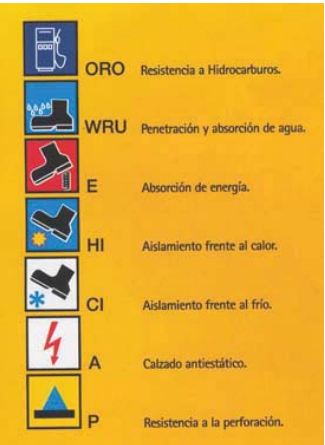 ORO Resistencia a Hidrocarburos.
WRU Penetración y absorción de agua.
E Absorción de energía.
HI Aislamiento frente al calor.
CI Aislamiento frente al frío.
A Calzado antiestático.
P Resistencia a la perforación.